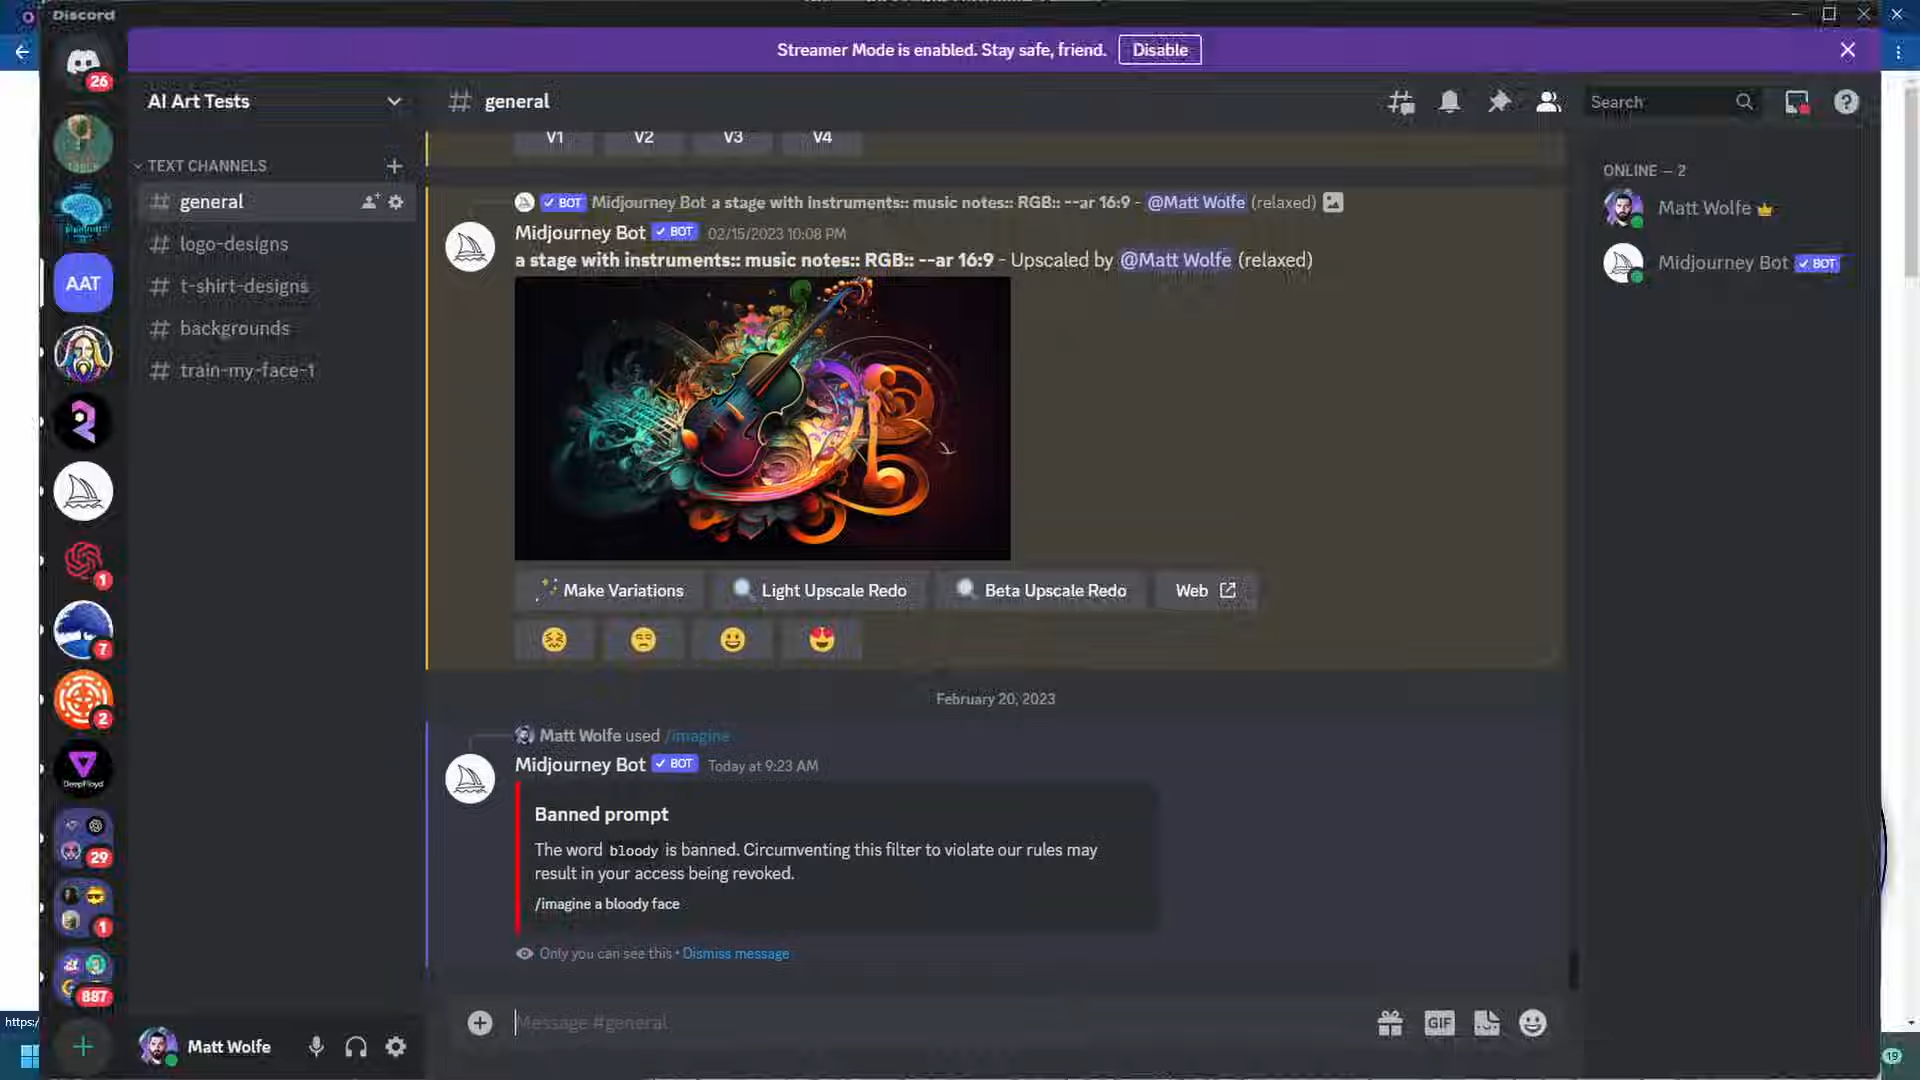 Discord
Streamer Mode is enabled. Stay safe, friend. Disable
26
AI Art Tests
# general
Search
V1 V2 V3 V4
TEXT CHANNELS
general
logo-designs
t-shirt-designs
backgrounds
train-my-face-1
AAT
1
7
2
DeepFloyd
29
1
887
BOT Midjourney Bot a stage with instruments:: music notes:: RGB:: --ar 16:9 - @Matt Wolfe (relaxed)
Midjourney Bot BOT 02/15/2023 10:08 PM
a stage with instruments:: music notes:: RGB:: --ar 16:9 - Upscaled by @Matt Wolfe (relaxed)
Make Variations Light Upscale Redo Beta Upscale Redo Web
February 20, 2023
Matt Wolfe used /imagine
Midjourney Bot BOT Today at 9:23 AM
Banned prompt
The word bloody is banned. Circumventing this filter to violate our rules may
result in your access being revoked.
/imagine a bloody face
Only you can see this • Dismiss message
Message #general
GIF
ONLINE — 2
Matt Wolfe
Midjourney Bot BOT
https:/
Matt Wolfe
19